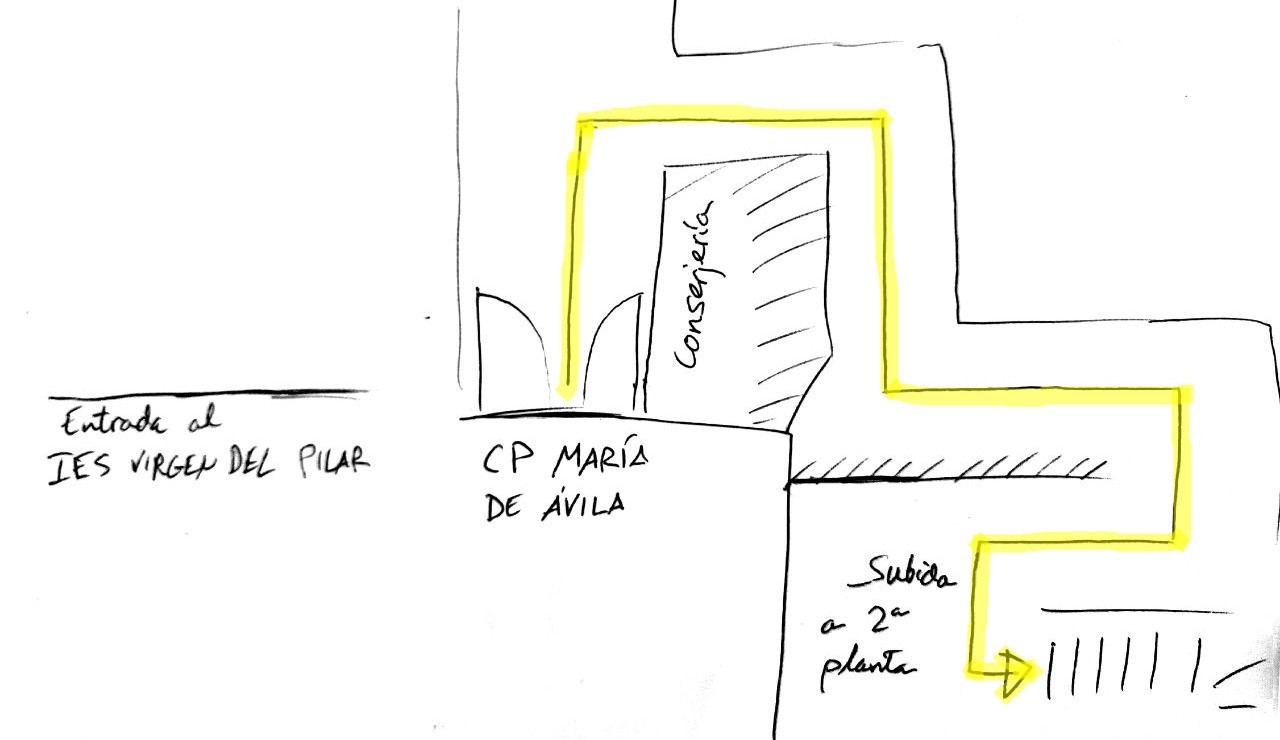 Conserjería
Entrada al
IES VIRGEN DEL PILAR
CP MARÍA
DE ÁVILA
Subida
a 2ª
planta